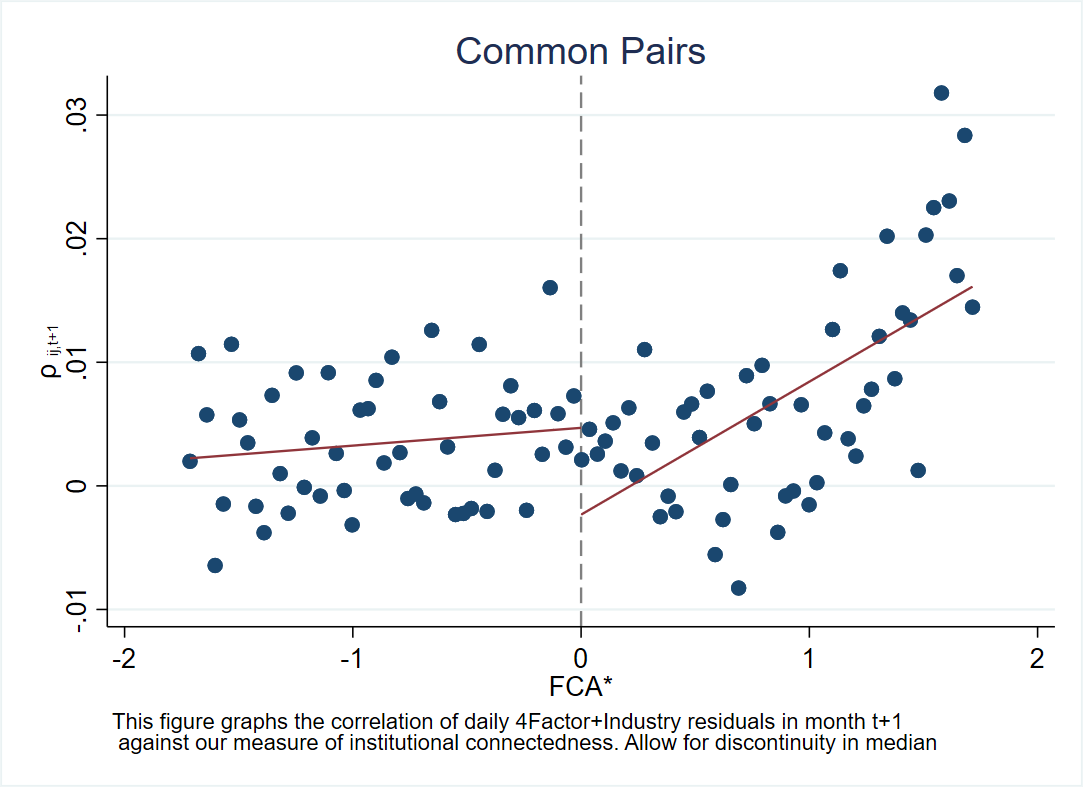 Common Pairs
.03
.02
.01
0
-.01
ρ ij,t+1
-2 -1 0 1 2
FCA*
This figure graphs the correlation of daily 4Factor+Industry residuals in month t+1
against our measure of institutional connectedness. Allow for discontinuity in median